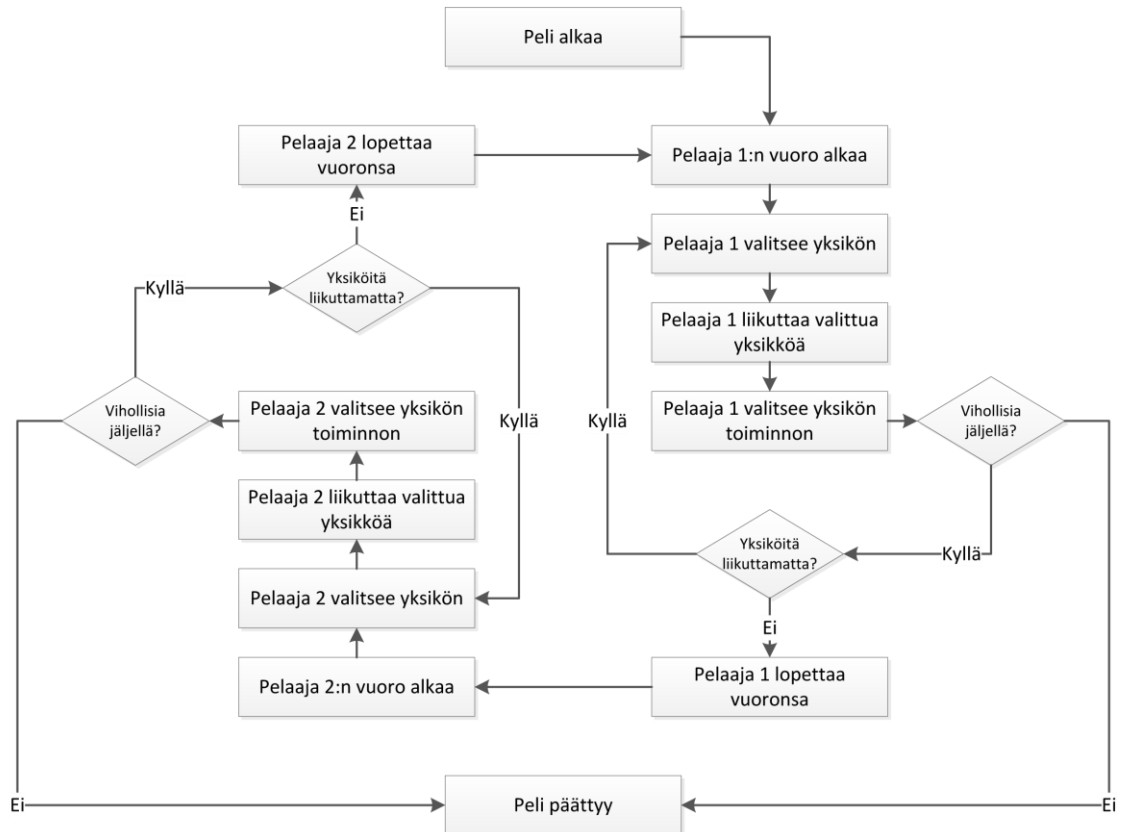 Peli alkaa
Pelaaja 2 lopettaa
vuoronsa
Pelaaja 1:n vuoro alkaa
Ei
Pelaaja 1 valitsee yksikön
Kyllä
Yksiköitä
liikuttamatta?
Pelaaja 1 liikuttaa valittua
yksikköä
Vihollisia
jäljellä?
Pelaaja 2 valitsee yksikön
toiminnon
Kyllä
Kyllä
Pelaaja 1 valitsee yksikön
toiminnon
Vihollisia
jäljellä?
Pelaaja 2 liikuttaa valittua
yksikköä
Yksiköitä
liikuttamatta?
Kyllä
Pelaaja 2 valitsee yksikön
Ei
Pelaaja 2:n vuoro alkaa
Pelaaja 1 lopettaa
vuoronsa
Ei
Peli päättyy
Ei